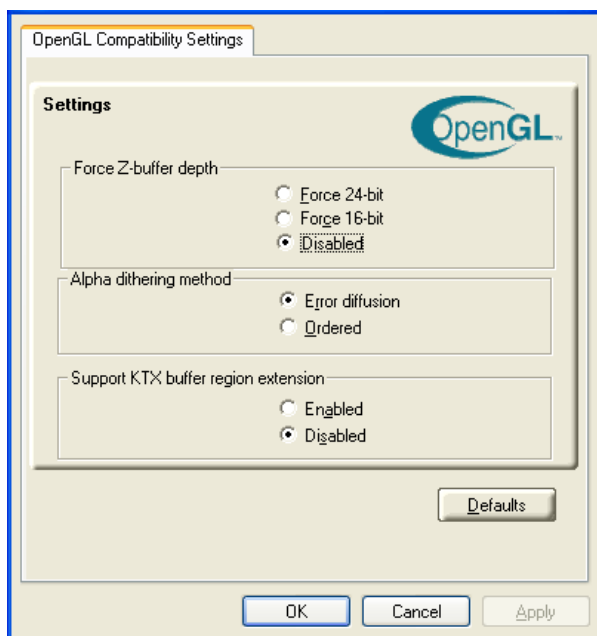 OpenGL Compatibility Settings
Settings
OpenGL™
Force Z-buffer depth
Force 24-bit
Force 16-bit
Disabled
Alpha dithering method
Error diffusion
Ordered
Support KTX buffer region extension
Enabled
Disabled
Defaults
OK
Cancel
Apply